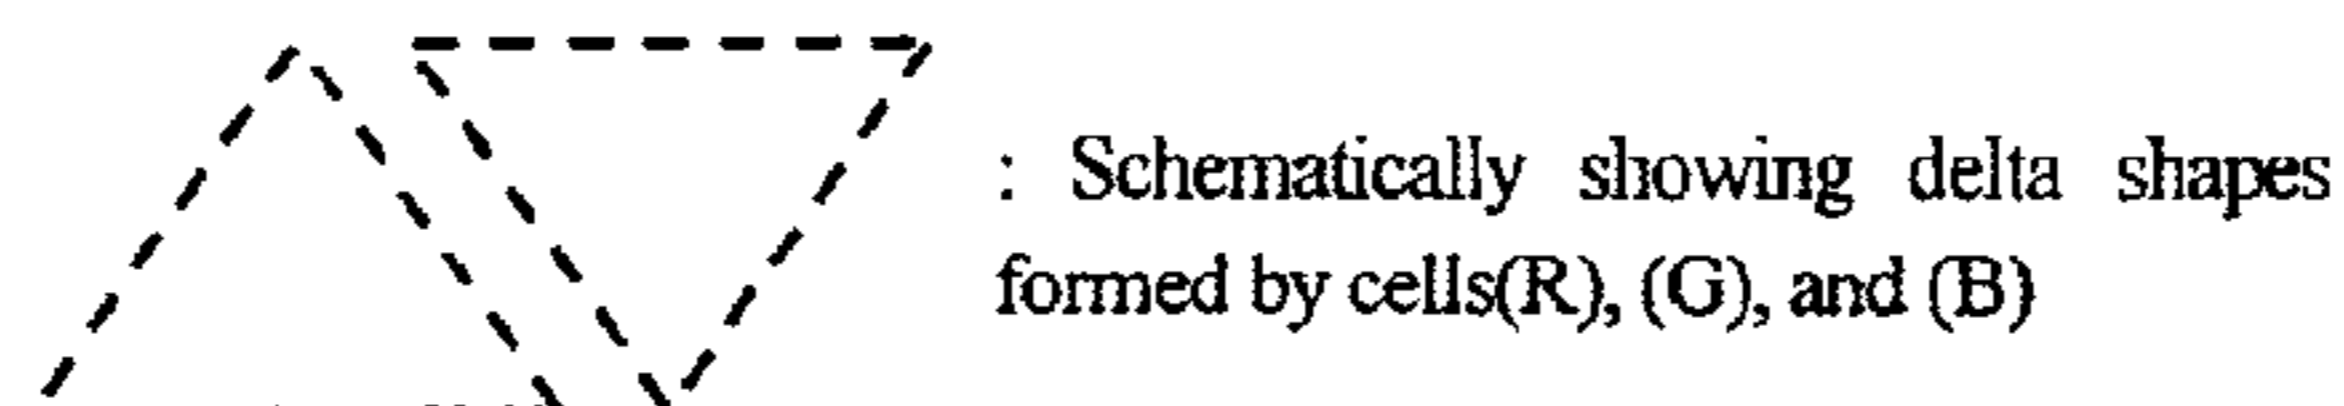 : Schematically showing delta shapes
formed by cells(R), (G), and (B)